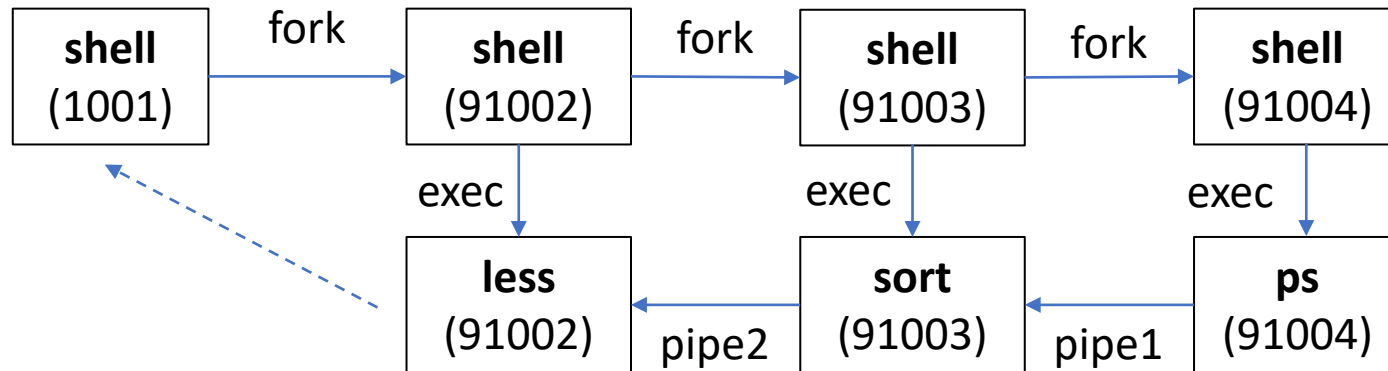 shell
(1001)
fork
shell
(91002)
fork
shell
(91003)
fork
shell
(91004)
exec
exec
exec
less
(91002)
pipe2
sort
(91003)
pipe1
ps
(91004)